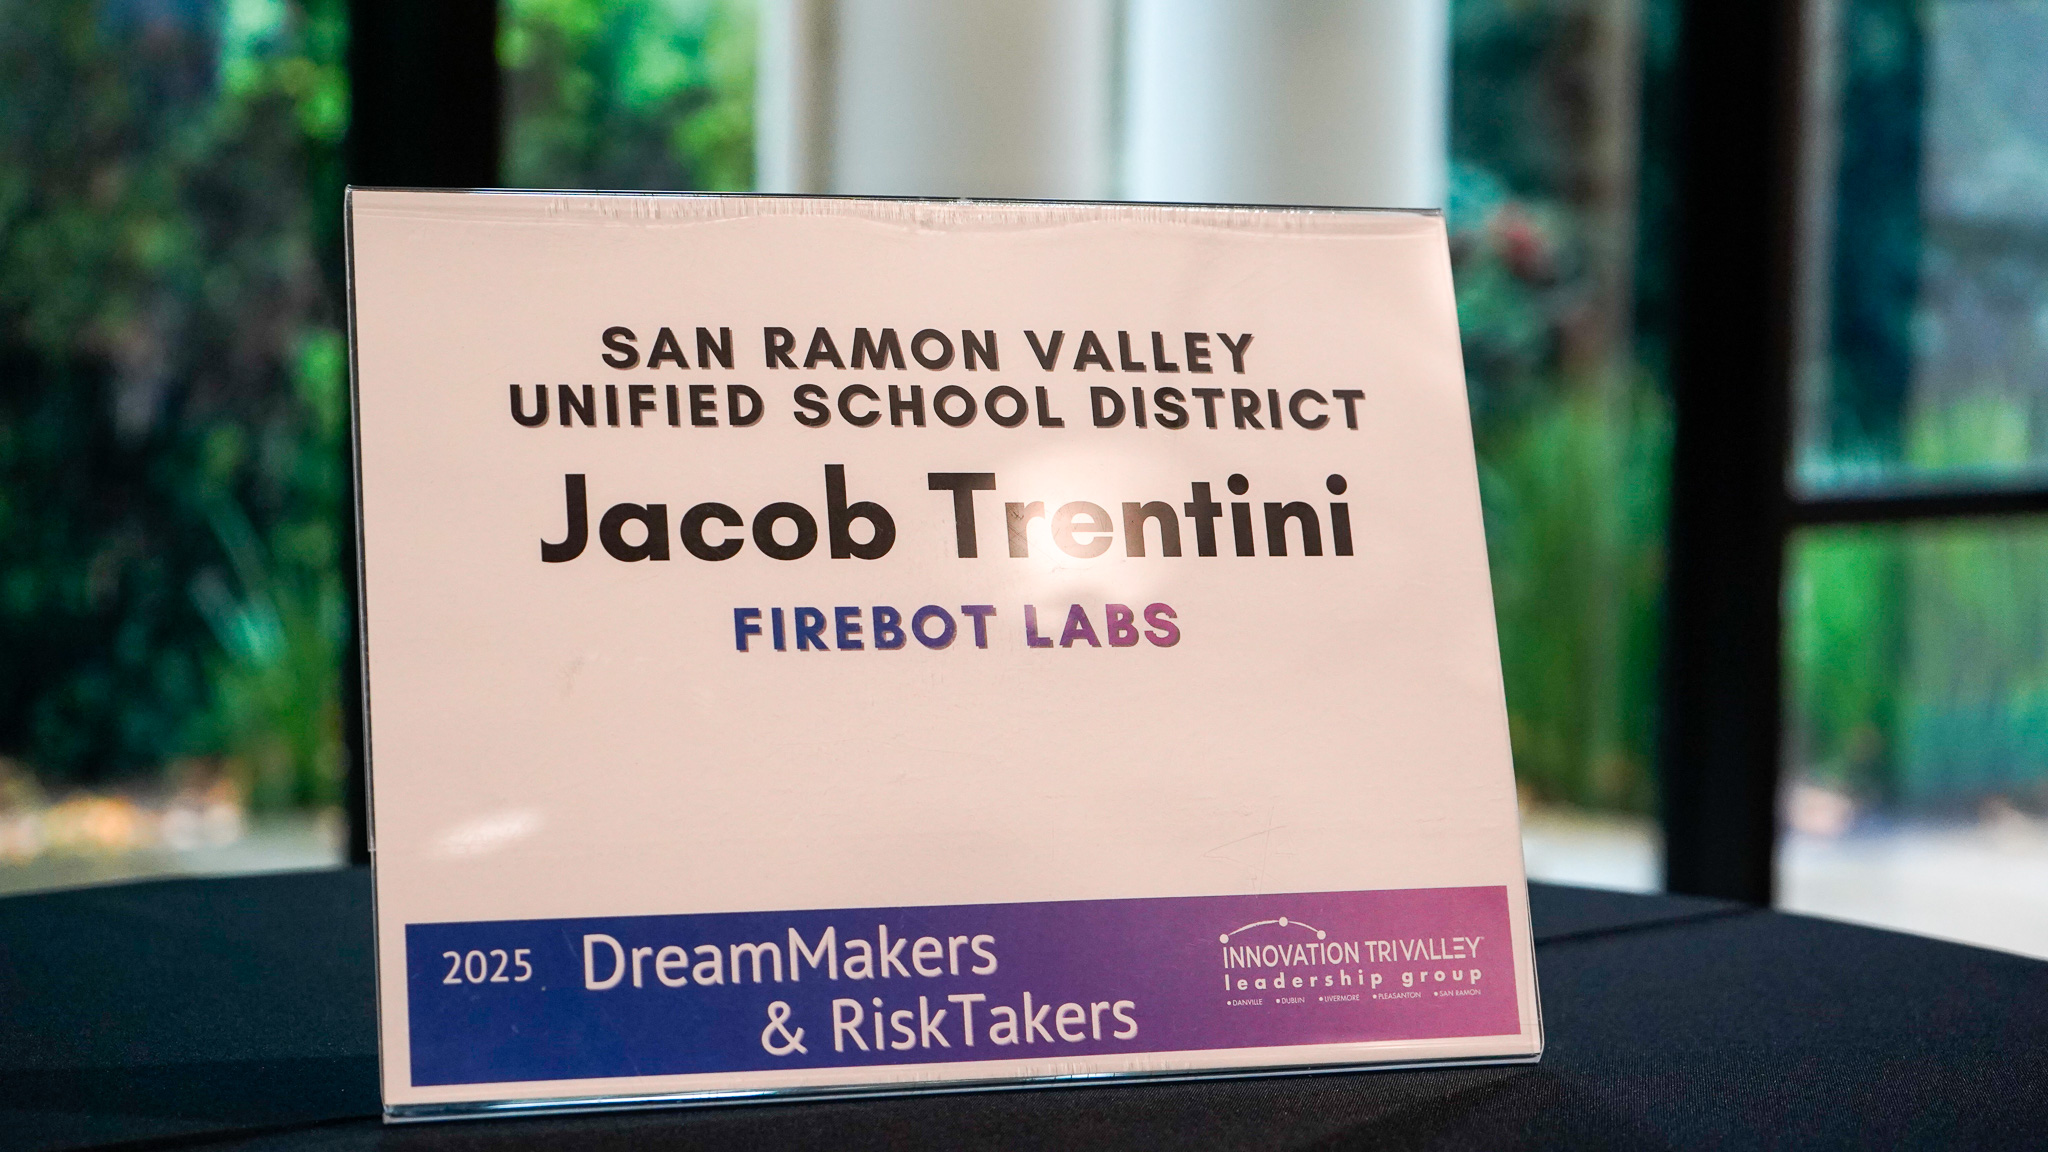 SAN RAMON VALLEY
UNIFIED SCHOOL DISTRICT
Jacob Trentini
FIREBOT LABS
2025 DreamMakers
& RiskTakers
INNOVATION TRIVALLEY
leadership group
• DANVILLE • DUBLIN • LIVERMORE • PLEASANTON • SAN RAMON